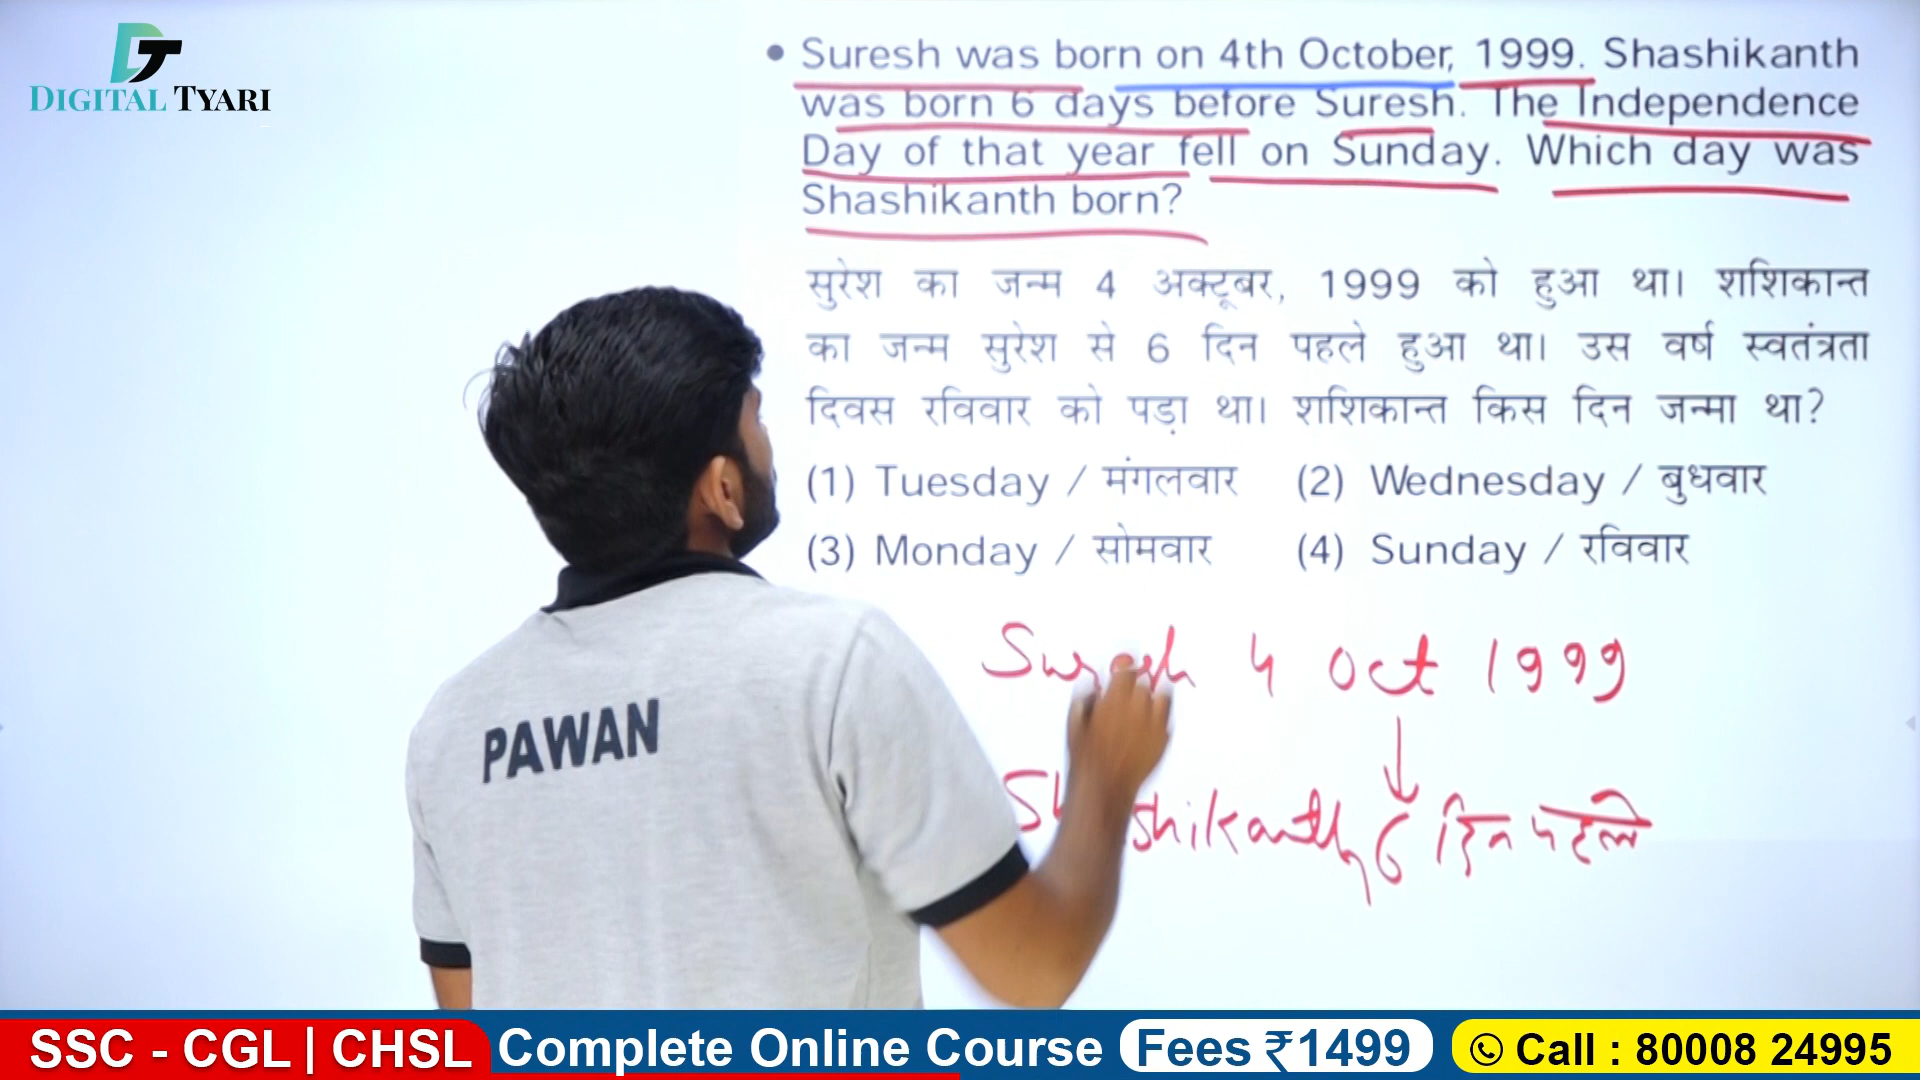 DT
DIGITAL TYARI
• Suresh was born on 4th October, 1999. Shashikanth
was born 6 days before Suresh. The Independence
Day of that year fell on Sunday. Which day was
Shashikanth born?
सुरेश का जन्म 4 अक्टूबर, 1999 को हुआ था। शशिकान्त
का जन्म सुरेश से 6 दिन पहले हुआ था। उस वर्ष स्वतंत्रता
दिवस रविवार को पड़ा था। शशिकान्त किस दिन जन्मा था?
(1) Tuesday / मंगलवार (2) Wednesday / बुधवार
(3) Monday / सोमवार (4) Sunday / रविवार
Suresh 4 Oct 1999
Shashikanth 6 दिन पहले
PAWAN
SSC - CGL | CHSL Complete Online Course Fees ₹1499 Call : 80008 24995